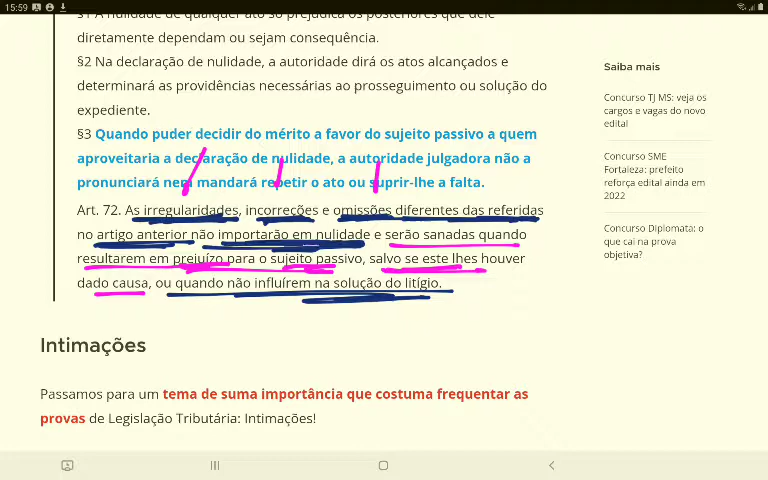 15:59
§1 A nulidade de qualquer ato só prejudica os posteriores que dele
diretamente dependam ou sejam consequência.
§2 Na declaração de nulidade, a autoridade dirá os atos alcançados e
determinará as providências necessárias ao prosseguimento ou solução do
expediente.
§3 Quando puder decidir do mérito a favor do sujeito passivo a quem
aproveitaria a declaração de nulidade, a autoridade julgadora não a
pronunciará nem mandará repetir o ato ou suprir-lhe a falta.
Art. 72. As irregularidades, incorreções e omissões diferentes das referidas
no artigo anterior não importarão em nulidade e serão sanadas quando
resultarem em prejuízo para o sujeito passivo, salvo se este lhes houver
dado causa, ou quando não influírem na solução do litígio.
Intimações
Passamos para um tema de suma importância que costuma frequentar as
provas de Legislação Tributária: Intimações!
Saiba mais
Concurso TJ MS: veja os
cargos e vagas do novo
edital
Concurso SME
Fortaleza: prefeito
reforça edital ainda em
2022
Concurso Diplomata: o
que cai na prova
objetiva?